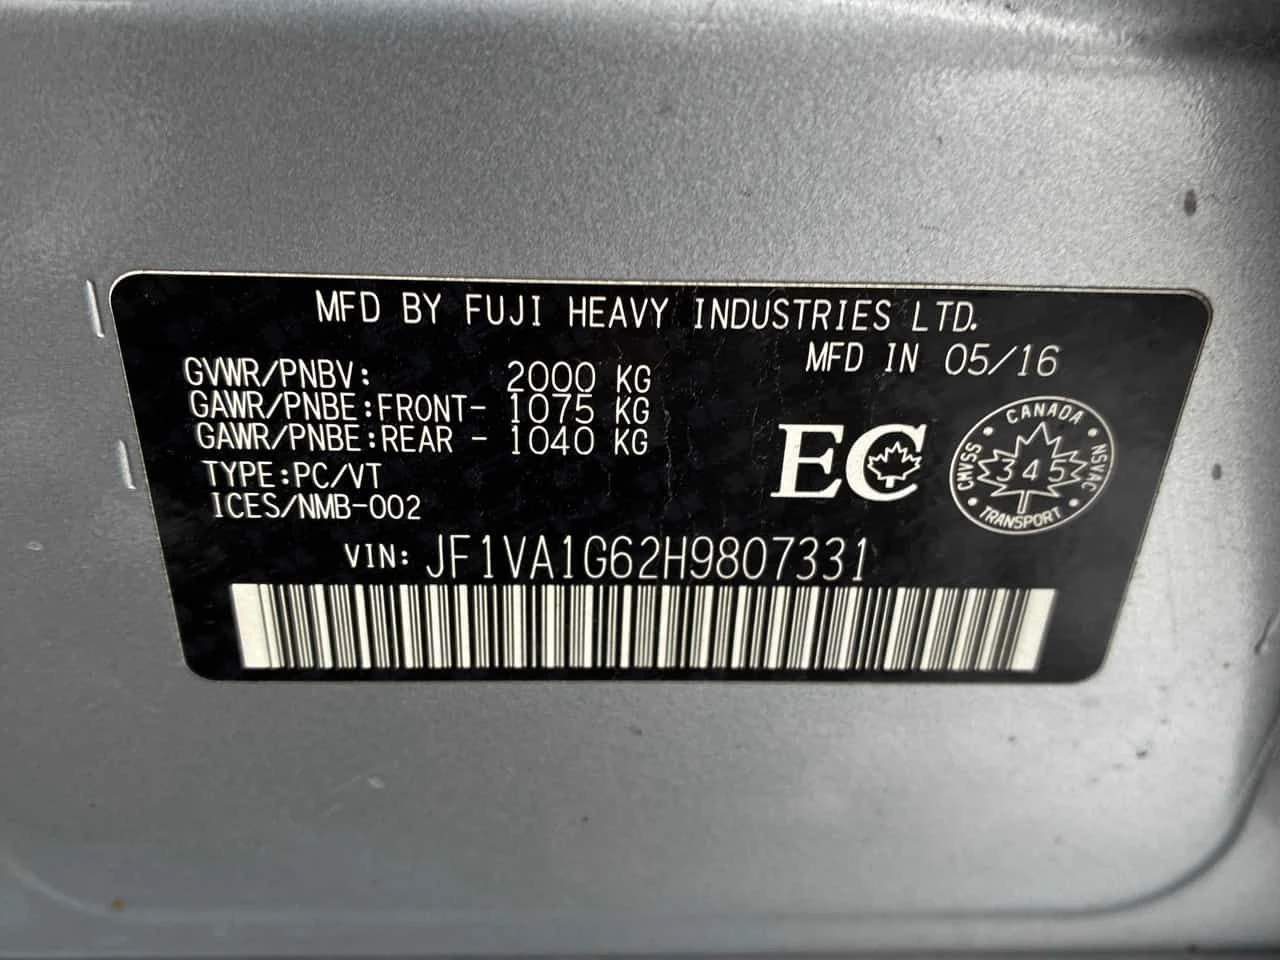 MFD BY FUJI HEAVY INDUSTRIES LTD.
MFD IN 05/16
GVWR/PNBV: 2000 KG
GAWR/PNBE:FRONT- 1075 KG
GAWR/PNBE:REAR - 1040 KG
TYPE:PC/VT
ICES/NMB-002
EC
CANADA
CMVSS
345
NSVAC
TRANSPORT
VIN: JF1VA1G62H9807331